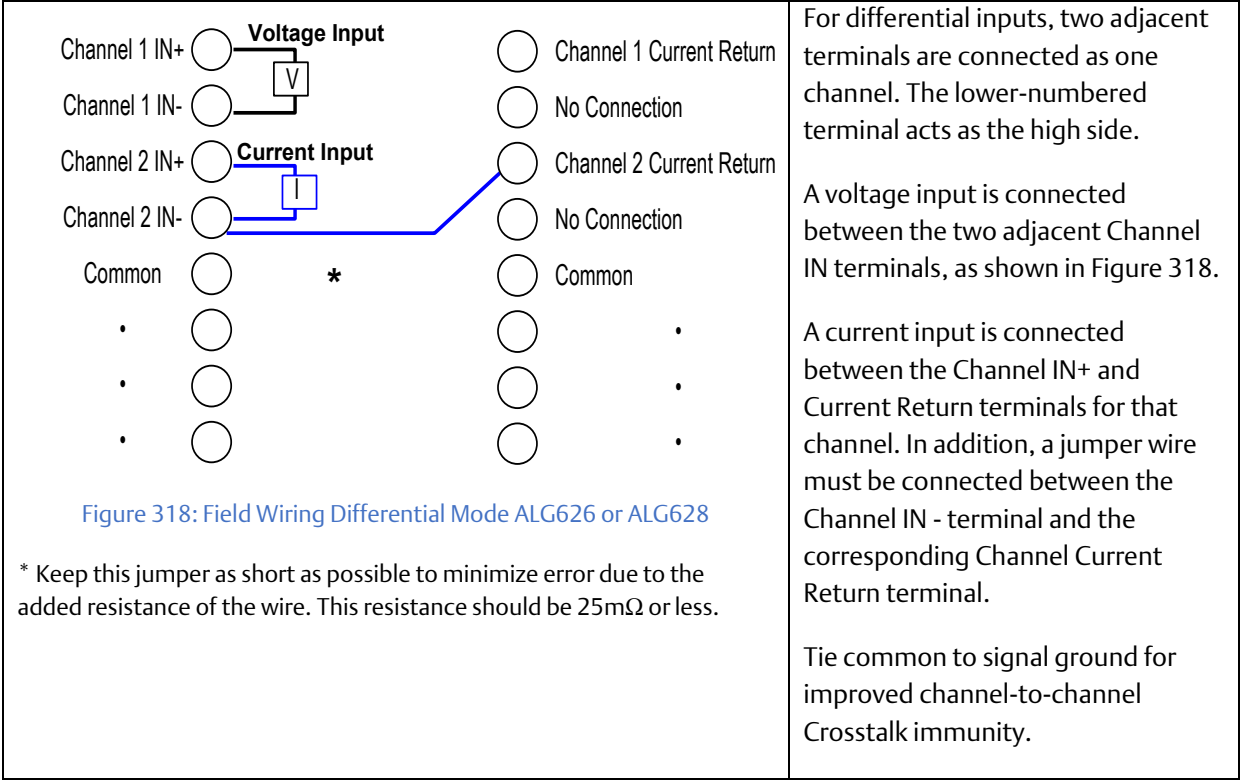 Channel 1 IN+
Voltage Input
V
Channel 1 Current Return
Channel 1 IN-
No Connection
Channel 2 IN+
Current Input
I
Channel 2 Current Return
Channel 2 IN-
No Connection
Common
*
Common
•
•
•
•
•
•
Figure 318: Field Wiring Differential Mode ALG626 or ALG628
* Keep this jumper as short as possible to minimize error due to the
added resistance of the wire. This resistance should be 25mΩ or less.
For differential inputs, two adjacent
terminals are connected as one
channel. The lower-numbered
terminal acts as the high side.
A voltage input is connected
between the two adjacent Channel
IN terminals, as shown in Figure 318.
A current input is connected
between the Channel IN+ and
Current Return terminals for that
channel. In addition, a jumper wire
must be connected between the
Channel IN - terminal and the
corresponding Channel Current
Return terminal.
Tie common to signal ground for
improved channel-to-channel
Crosstalk immunity.